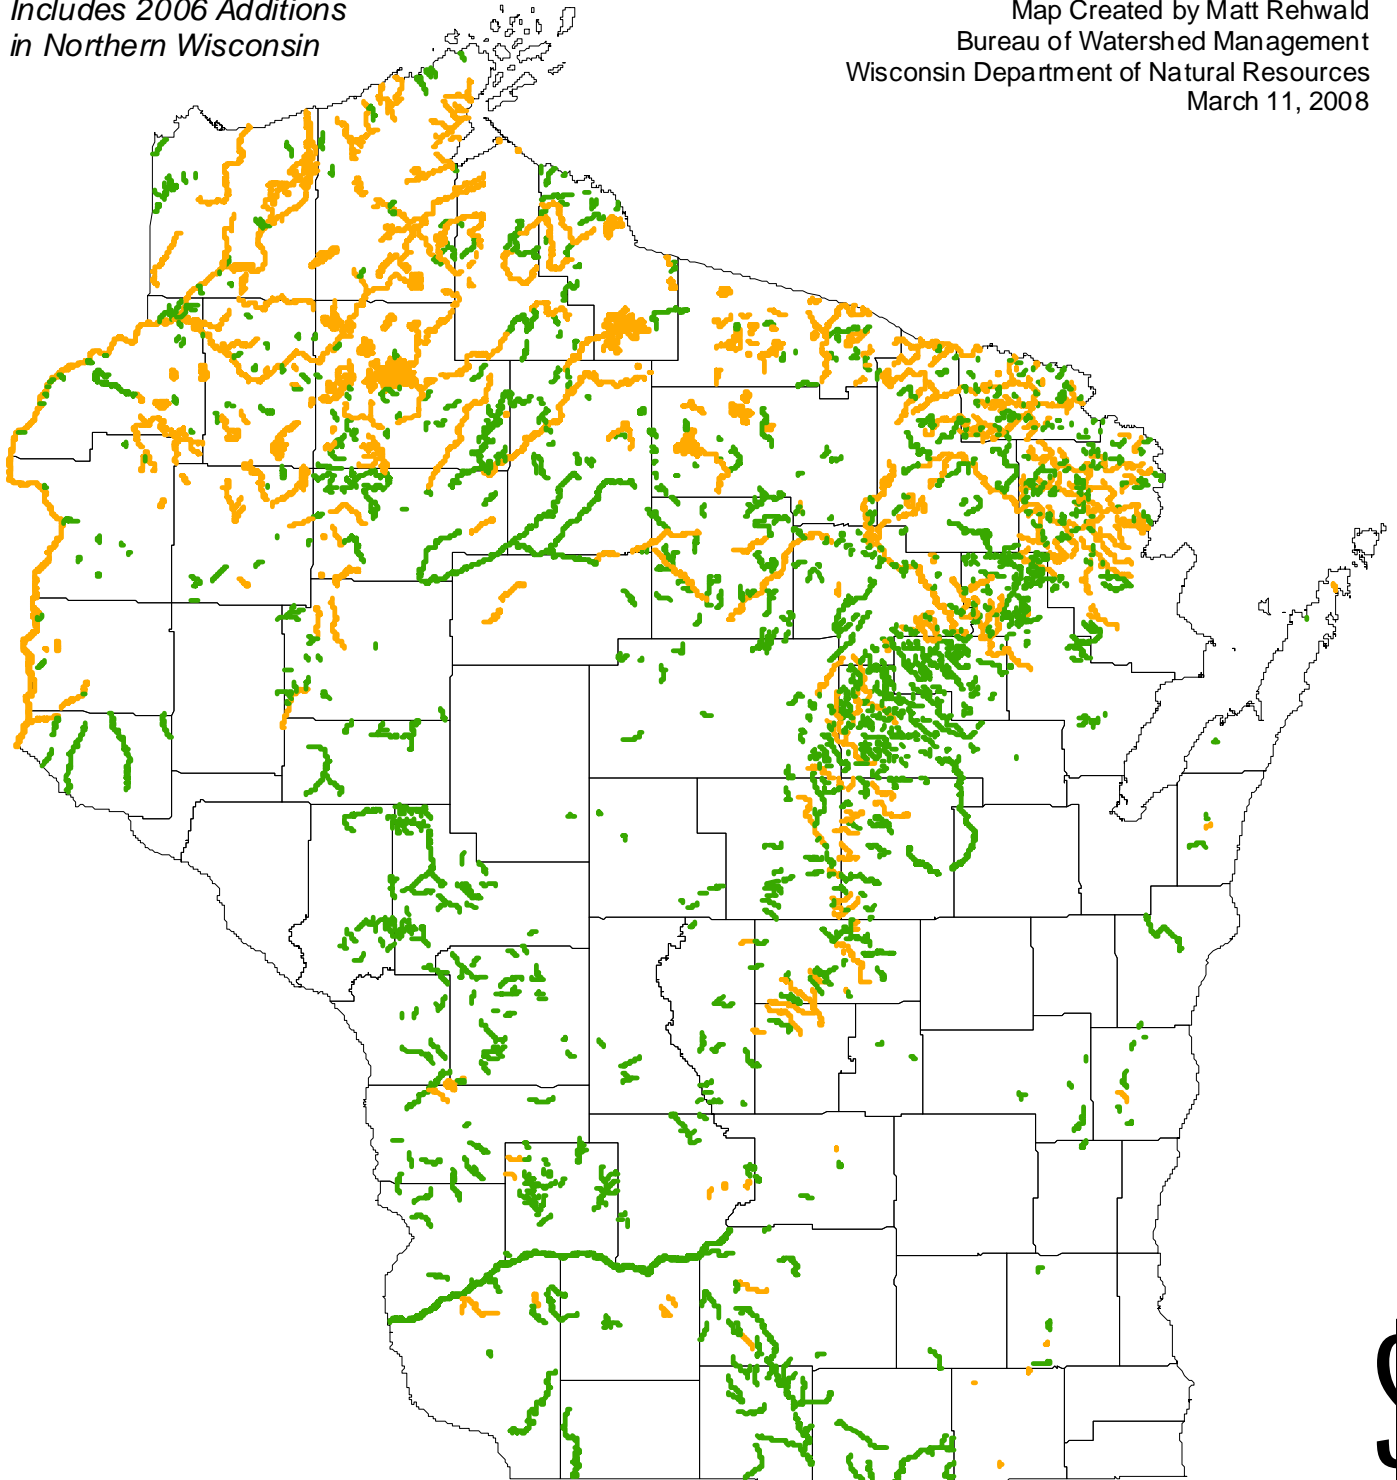 Includes 2006 Additions
in Northern Wisconsin
Map Created by Matt Rehwald
Bureau of Watershed Management
Wisconsin Department of Natural Resources
March 11, 2008